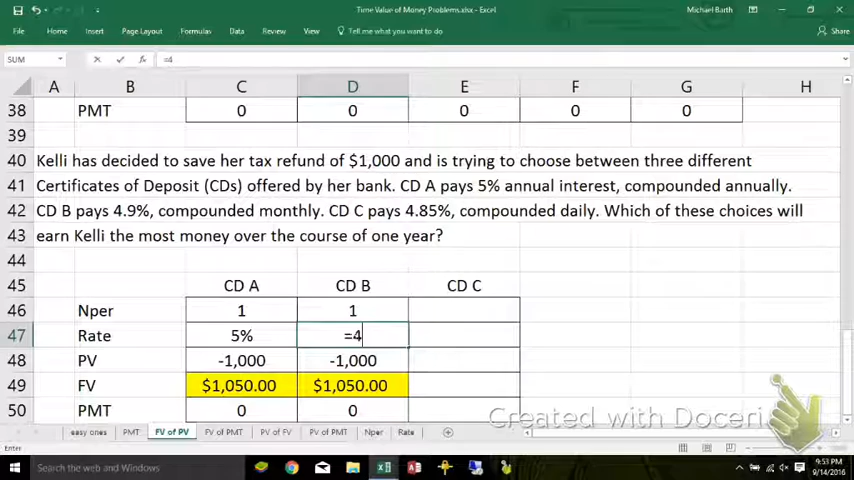 Time Value of Money Problems.xlsx - Excel
Michael Barth
File Home Insert Page Layout Formulas Data Review View Tell me what you want to do Share
SUM =4
A B C D E F G H
38 PMT 0 0 0 0 0
39
40 Kelli has decided to save her tax refund of $1,000 and is trying to choose between three different
41 Certificates of Deposit (CDs) offered by her bank. CD A pays 5% annual interest, compounded annually.
42 CD B pays 4.9%, compounded monthly. CD C pays 4.85%, compounded daily. Which of these choices will
43 earn Kelli the most money over the course of one year?
44
45 CD A CD B CD C
46 Nper 1 1
47 Rate 5% =4
48 PV -1,000 -1,000
49 FV $1,050.00 $1,050.00
50 PMT 0 0
Created with Doceri
easy ones PMT FV of PV FV of PMT PV of FV PV of PMT Nper Rate
Enter
Search the web and Windows
9:53 PM
9/14/2016